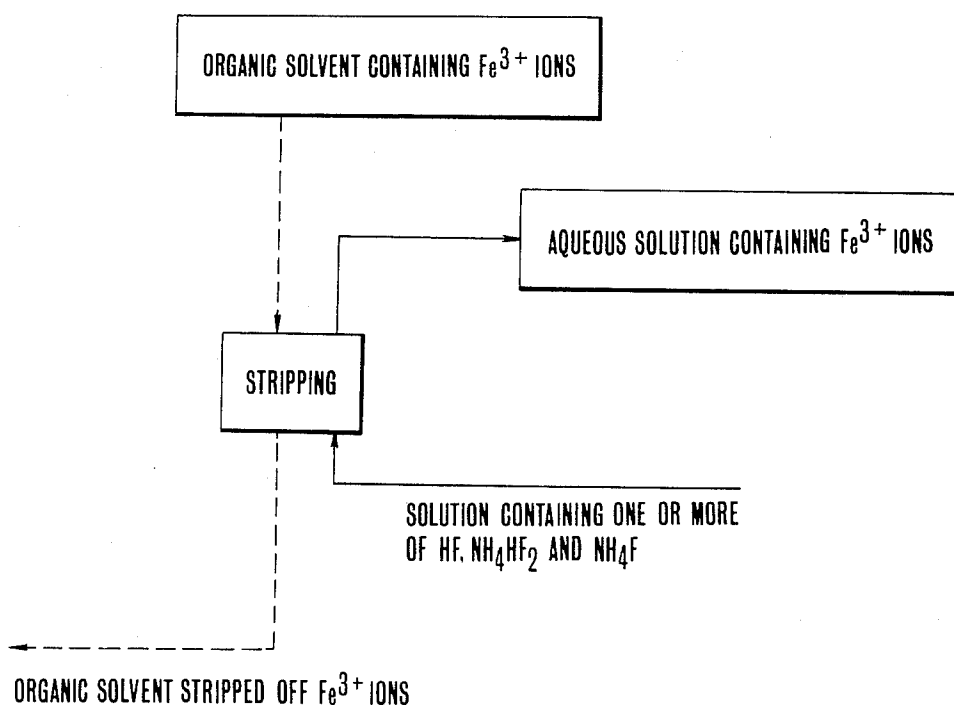 ORGANIC SOLVENT CONTAINING Fe³⁺ IONS
AQUEOUS SOLUTION CONTAINING Fe³⁺ IONS
STRIPPING
SOLUTION CONTAINING ONE OR MORE
OF HF, NH₄HF₂ AND NH₄F
ORGANIC SOLVENT STRIPPED OFF Fe³⁺ IONS